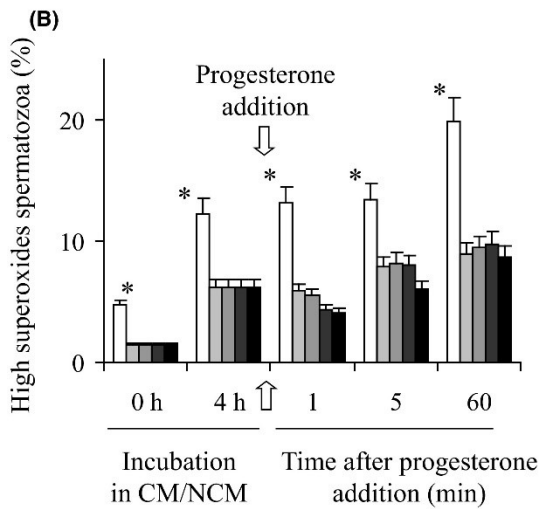 (B)
High superoxides spermatozoa (%)
Progesterone
addition
20
10
0
* * * * *
0 h 4 h 1 5 60
Incubation
in CM/NCM
Time after progesterone
addition (min)